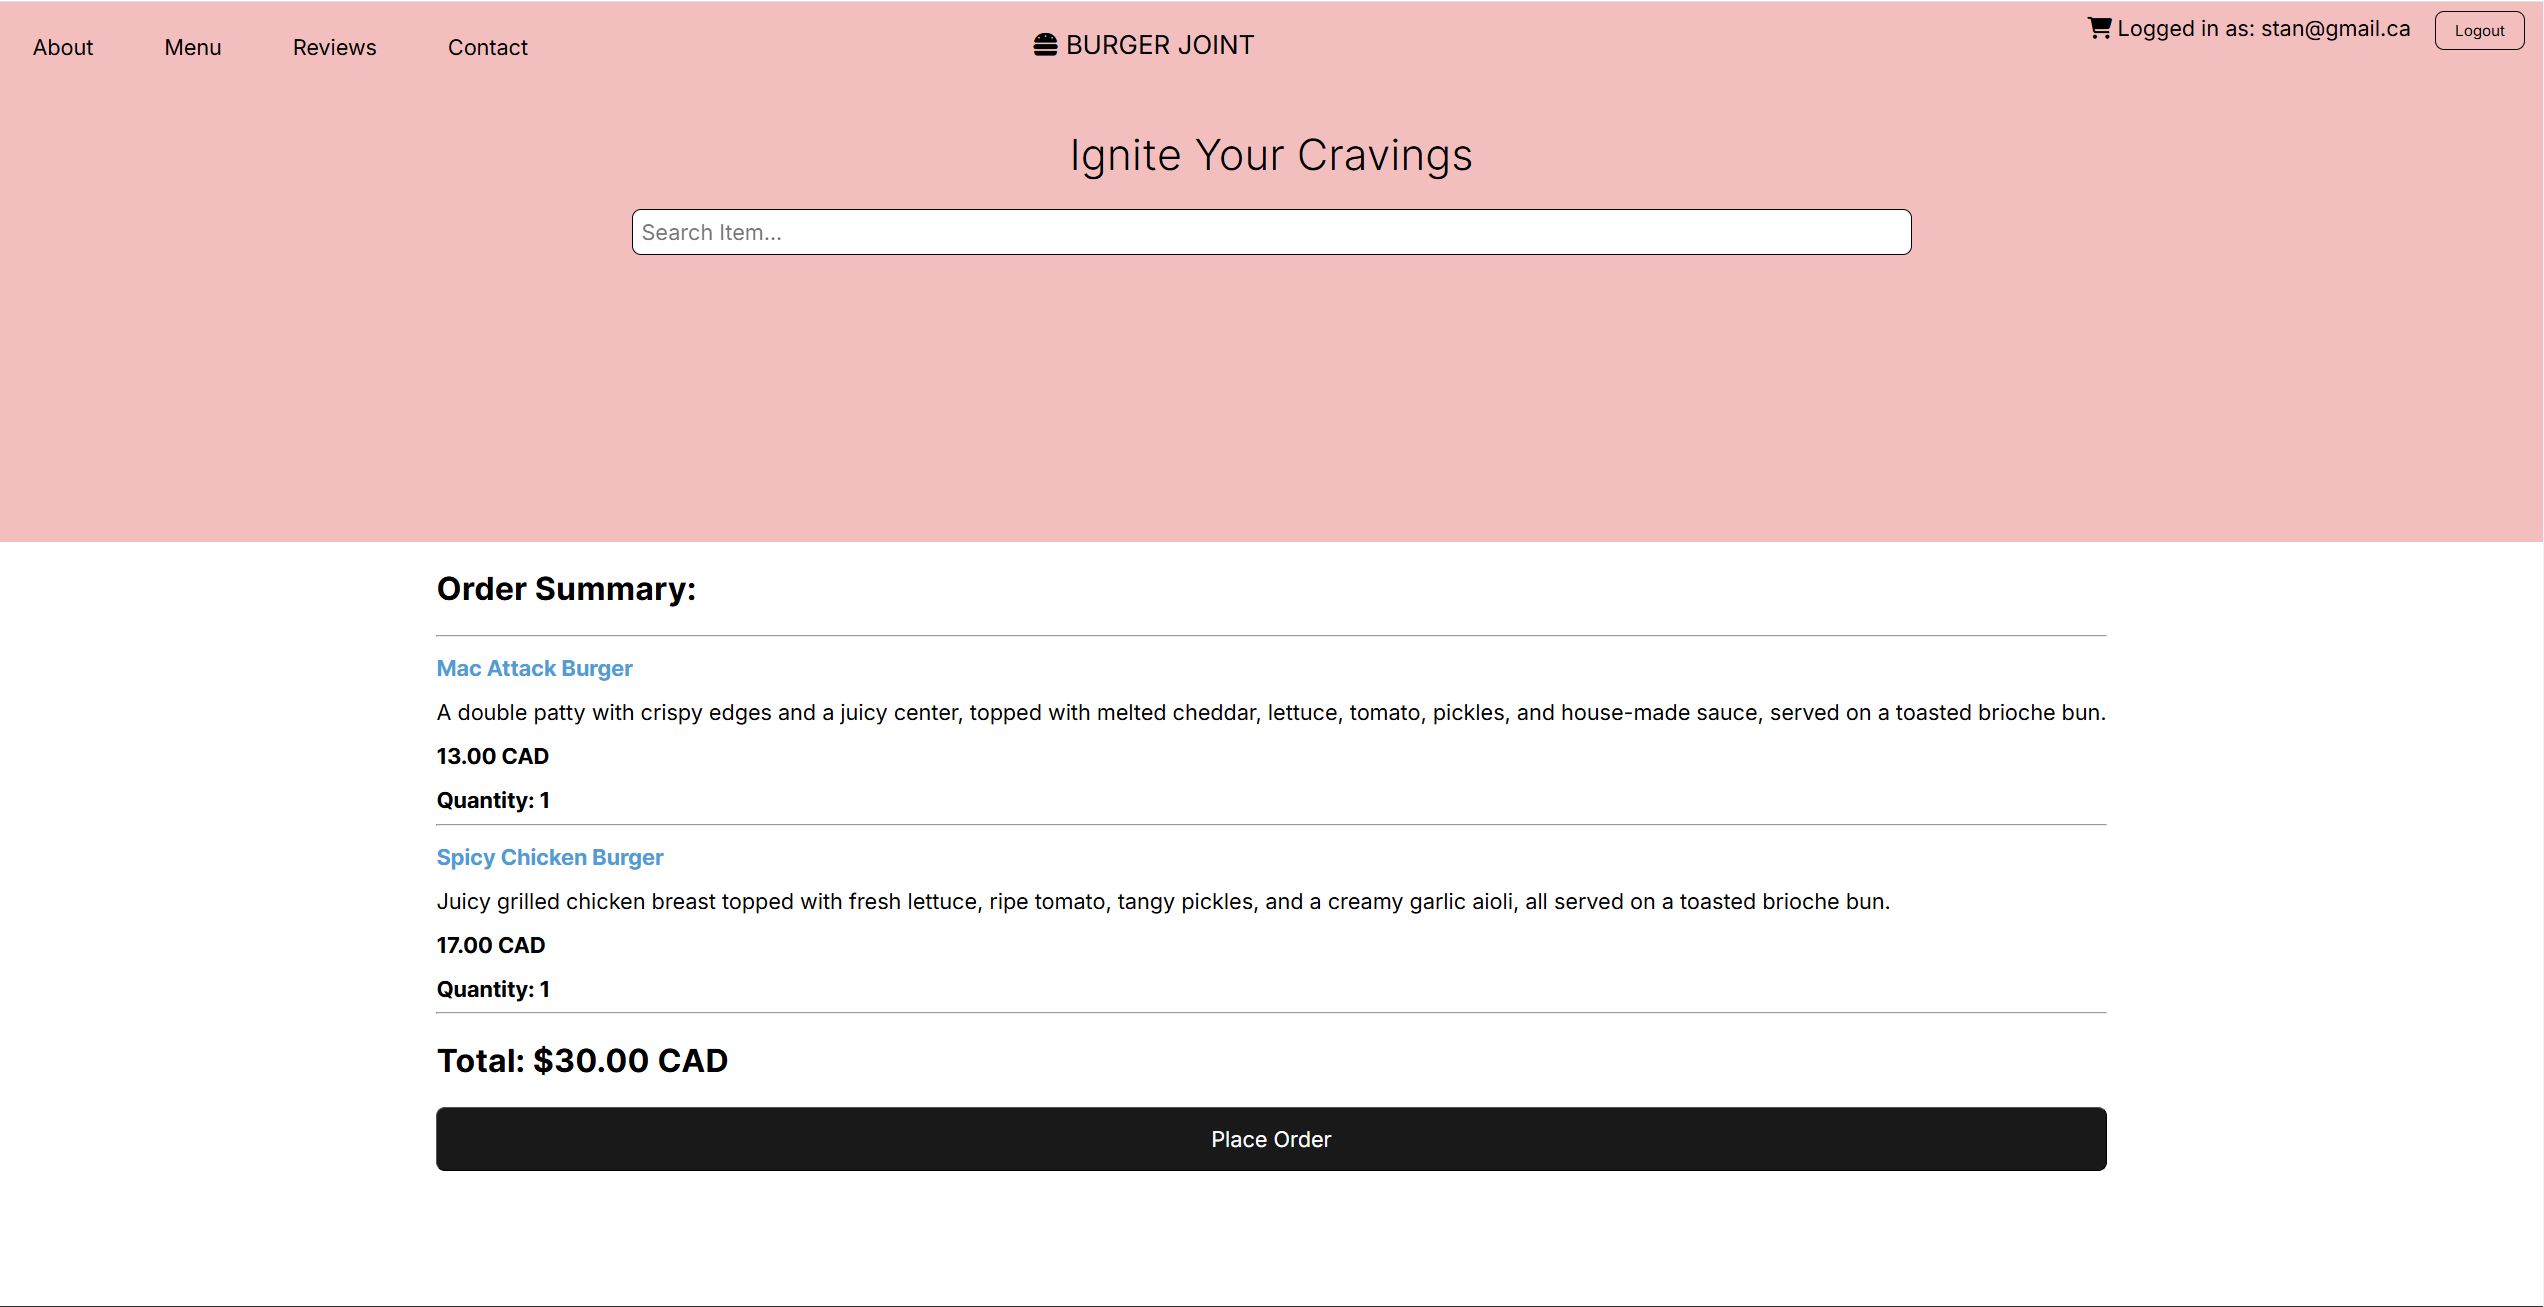 About Menu Reviews Contact
BURGER JOINT
Logged in as: stan@gmail.ca
Logout
Ignite Your Cravings
Search Item...
Order Summary:
Mac Attack Burger
A double patty with crispy edges and a juicy center, topped with melted cheddar, lettuce, tomato, pickles, and house-made sauce, served on a toasted brioche bun.
13.00 CAD
Quantity: 1
Spicy Chicken Burger
Juicy grilled chicken breast topped with fresh lettuce, ripe tomato, tangy pickles, and a creamy garlic aioli, all served on a toasted brioche bun.
17.00 CAD
Quantity: 1
Total: $30.00 CAD
Place Order